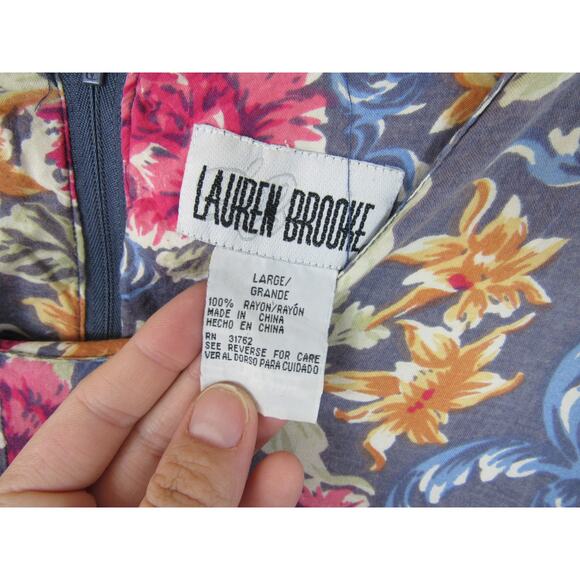 LAUREN BROOKE
LARGE/
GRANDE
100% RAYON/RAYÓN
MADE IN CHINA
HECHO EN CHINA
RN 31762
SEE REVERSE FOR CARE
VER AL DORSO PARA CUIDADO